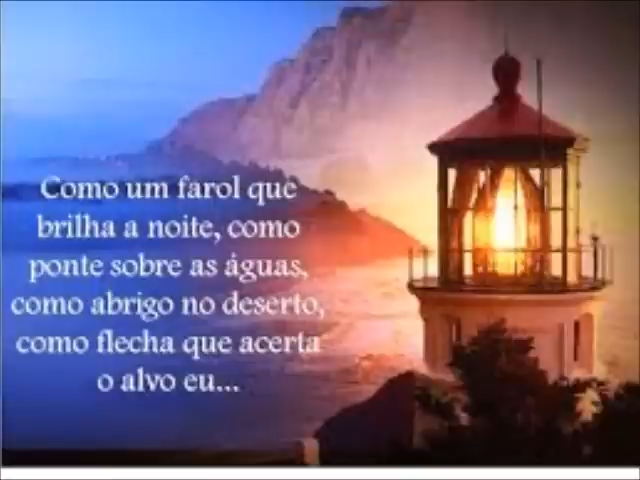 Como um farol que
brilha a noite, como
ponte sobre as águas,
como abrigo no deserto,
como flecha que acerta
o alvo eu...